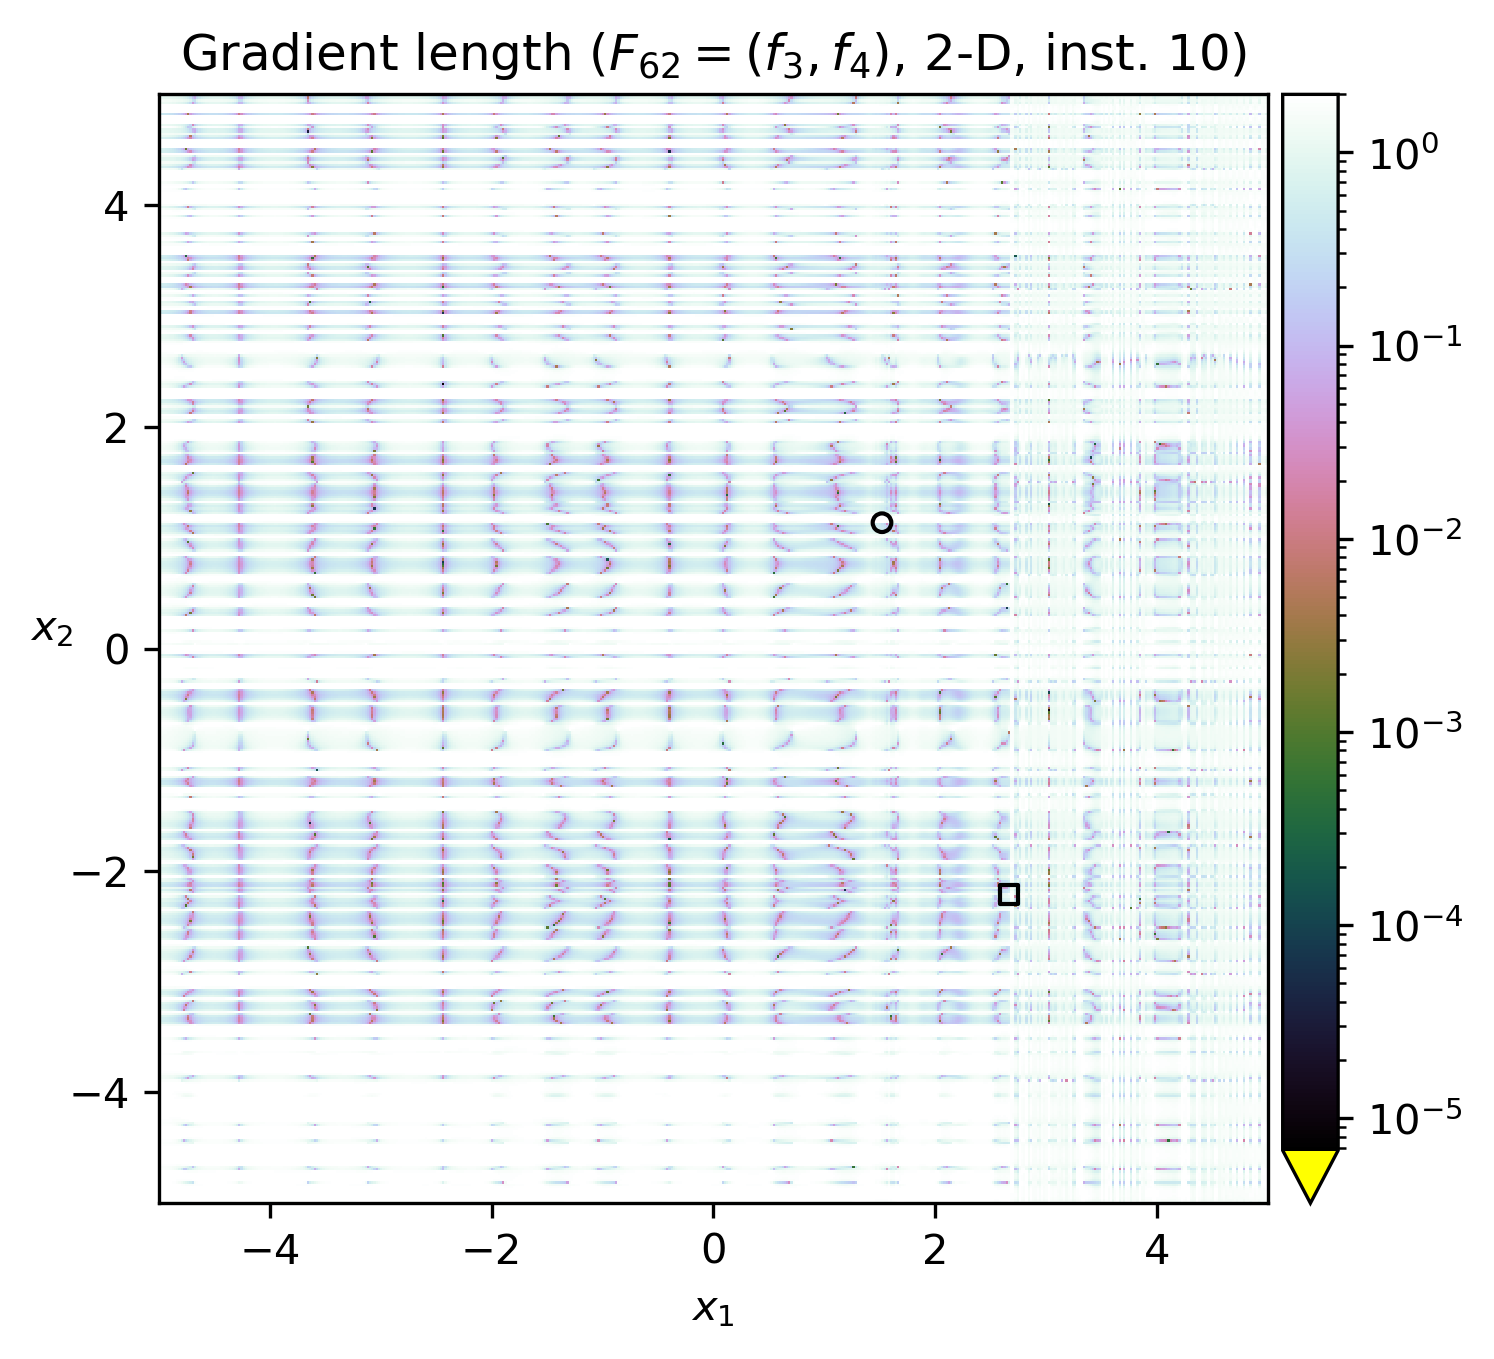 Gradient length (F₆₂ = (f₃, f₄), 2-D, inst. 10)
4
2
0
−2
−4
x₂
−4 −2 0 2 4
x₁
10⁰
10⁻¹
10⁻²
10⁻³
10⁻⁴
10⁻⁵